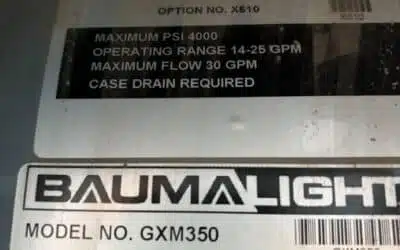 OPTION NO. X510
MAXIMUM PSI 4000
OPERATING RANGE 14-25 GPM
MAXIMUM FLOW 30 GPM
CASE DRAIN REQUIRED
BAUMALIGHT
MODEL NO. GXM350